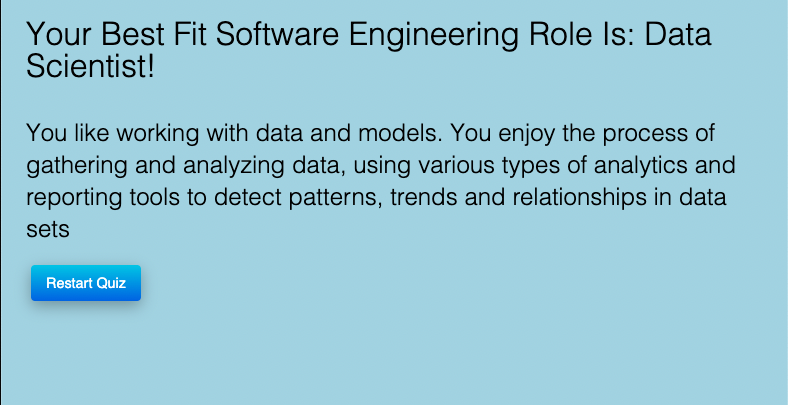 Your Best Fit Software Engineering Role Is: Data
Scientist!
You like working with data and models. You enjoy the process of
gathering and analyzing data, using various types of analytics and
reporting tools to detect patterns, trends and relationships in data
sets
Restart Quiz